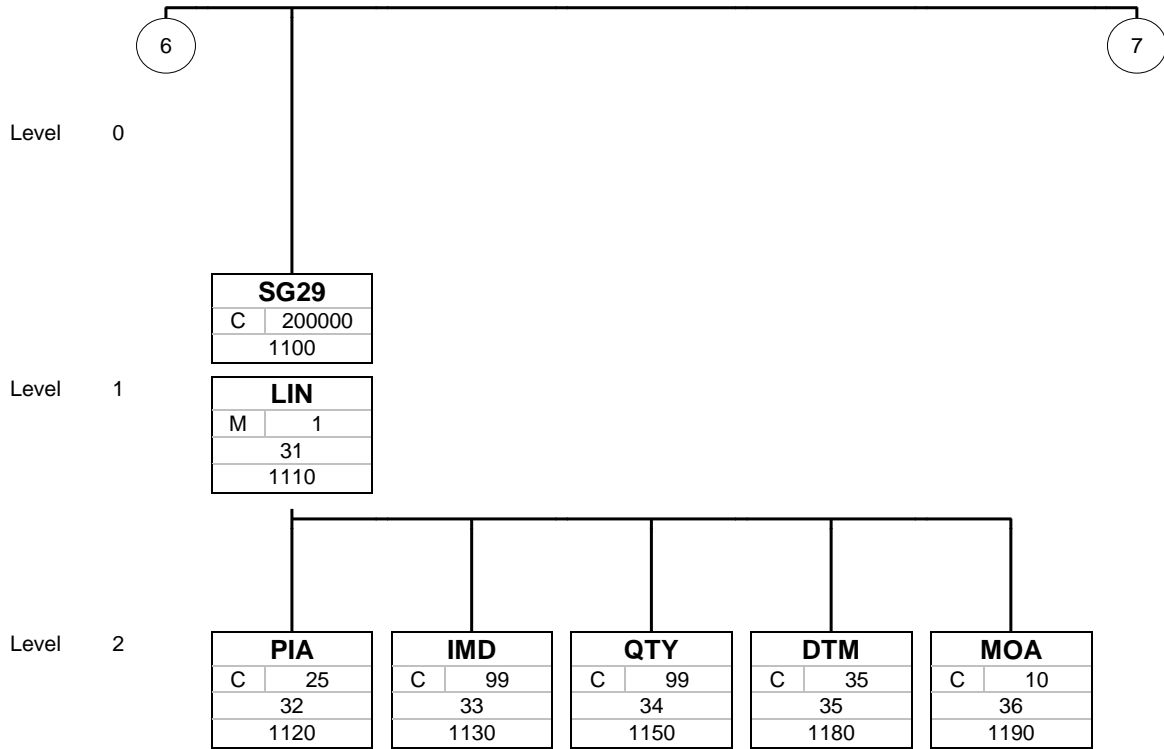 6 7
Level 0
SG29
C 200000
1100
Level 1
LIN
M 1
31
1110
Level 2
PIA IMD QTY DTM MOA
C 25 C 99 C 99 C 35 C 10
32 33 34 35 36
1120 1130 1150 1180 1190